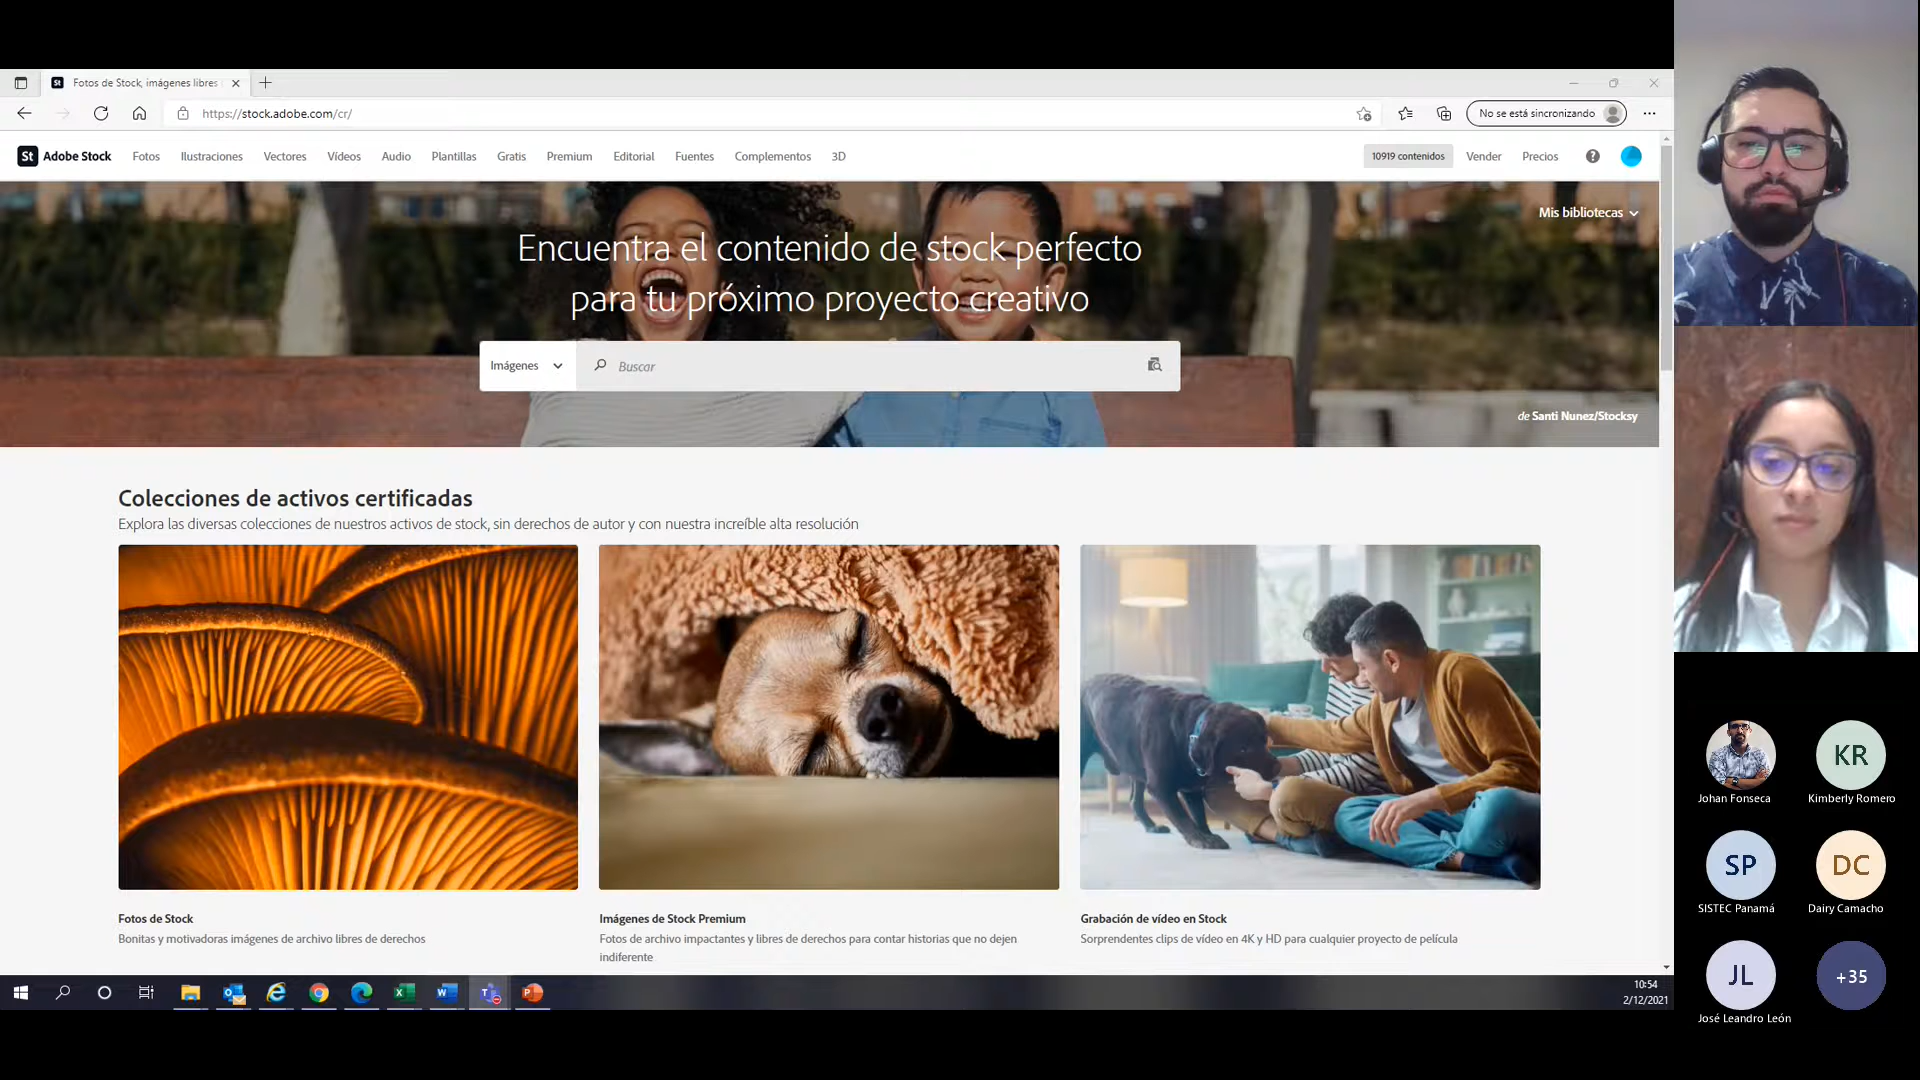 Fotos de Stock, imágenes libres
https://stock.adobe.com/cr/
No se está sincronizando
St Adobe Stock Fotos Ilustraciones Vectores Vídeos Audio Plantillas Gratis Premium Editorial Fuentes Complementos 3D 10919 contenidos Vender Precios
Mis bibliotecas
Encuentra el contenido de stock perfecto
para tu próximo proyecto creativo
Imágenes Buscar
de Santi Nunez/Stocksy
Colecciones de activos certificadas
Explora las diversas colecciones de nuestros activos de stock, sin derechos de autor y con nuestra increíble alta resolución
Fotos de Stock
Bonitas y motivadoras imágenes de archivo libres de derechos
Imágenes de Stock Premium
Fotos de archivo impactantes y libres de derechos para contar historias que no dejen
indiferente
Grabación de vídeo en Stock
Sorprendentes clips de vídeo en 4K y HD para cualquier proyecto de película
10:54
2/12/2021
KR
Johan Fonseca Kimberly Romero
SP DC
SISTEC Panamá Dairy Camacho
JL +35
José Leandro León